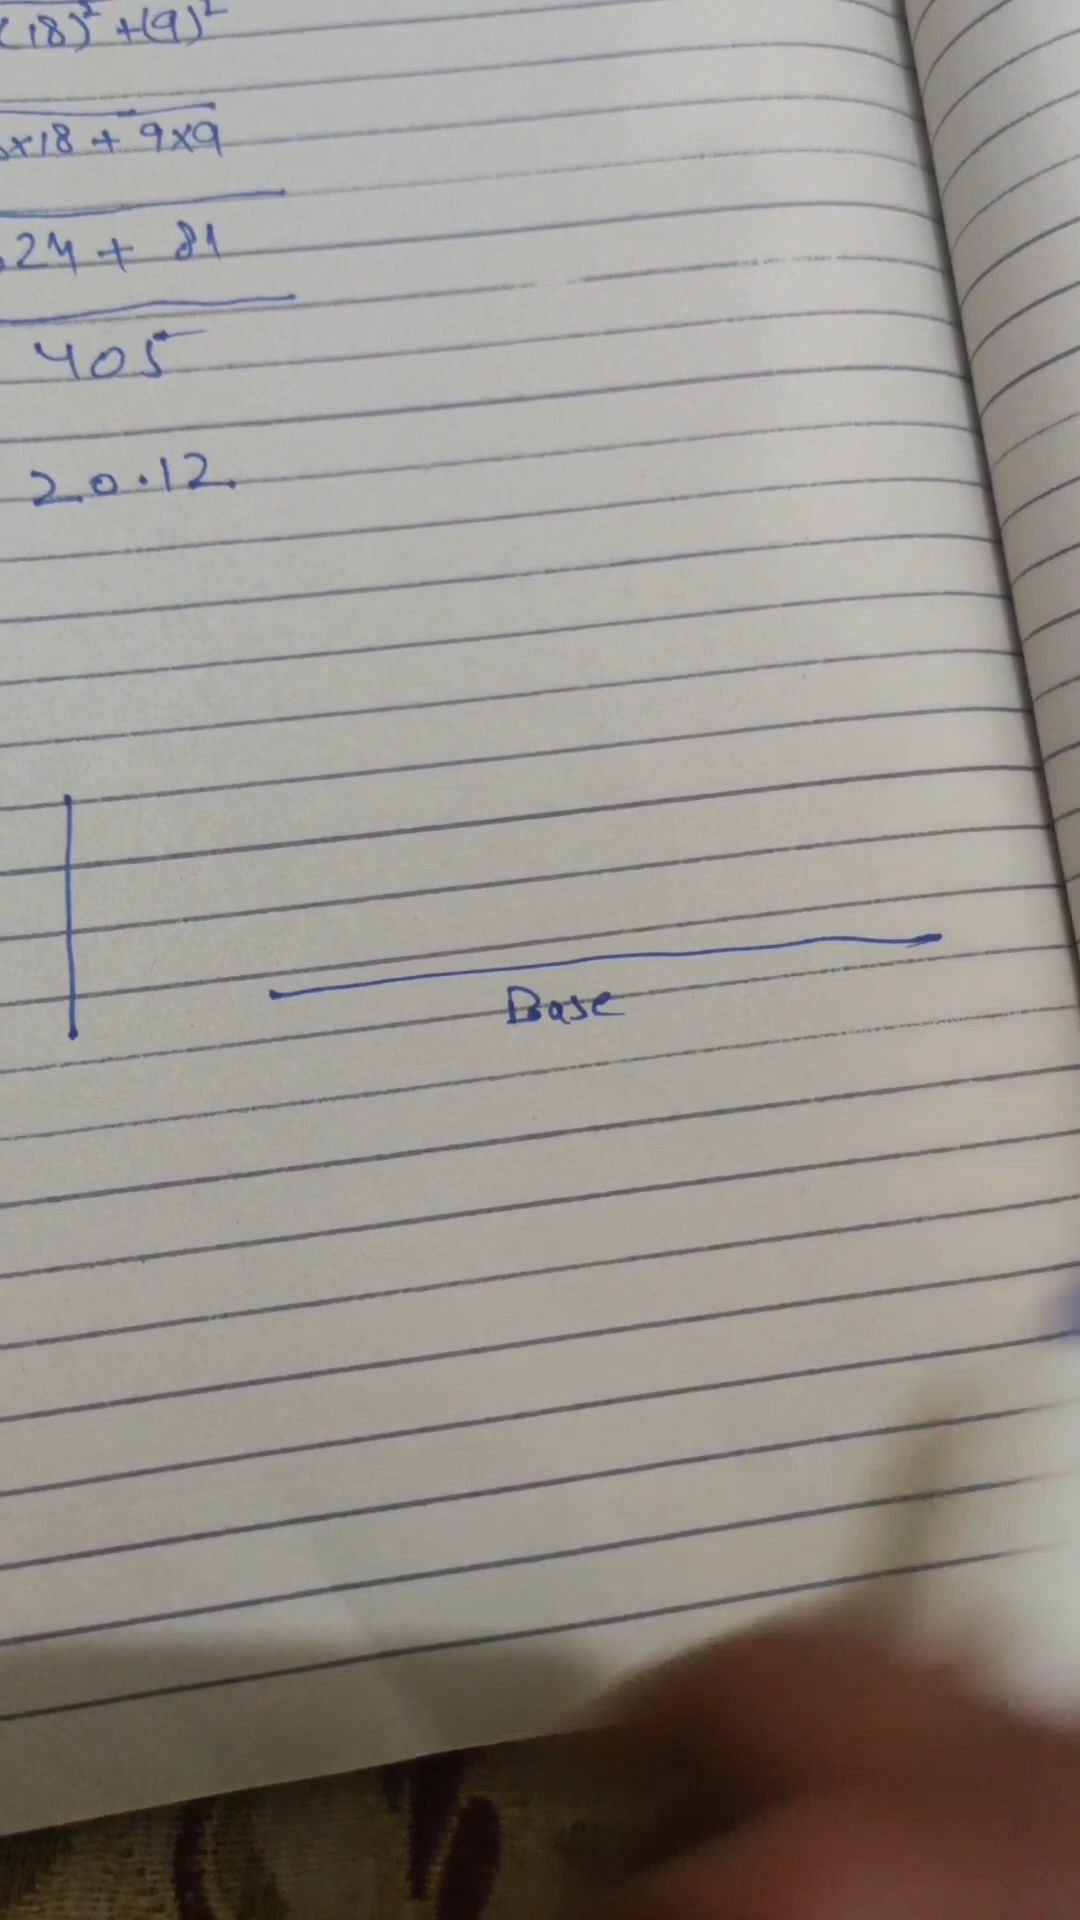 (18)² + (9)²
×18 + 9×9
24 + 81
405
20.12
Base